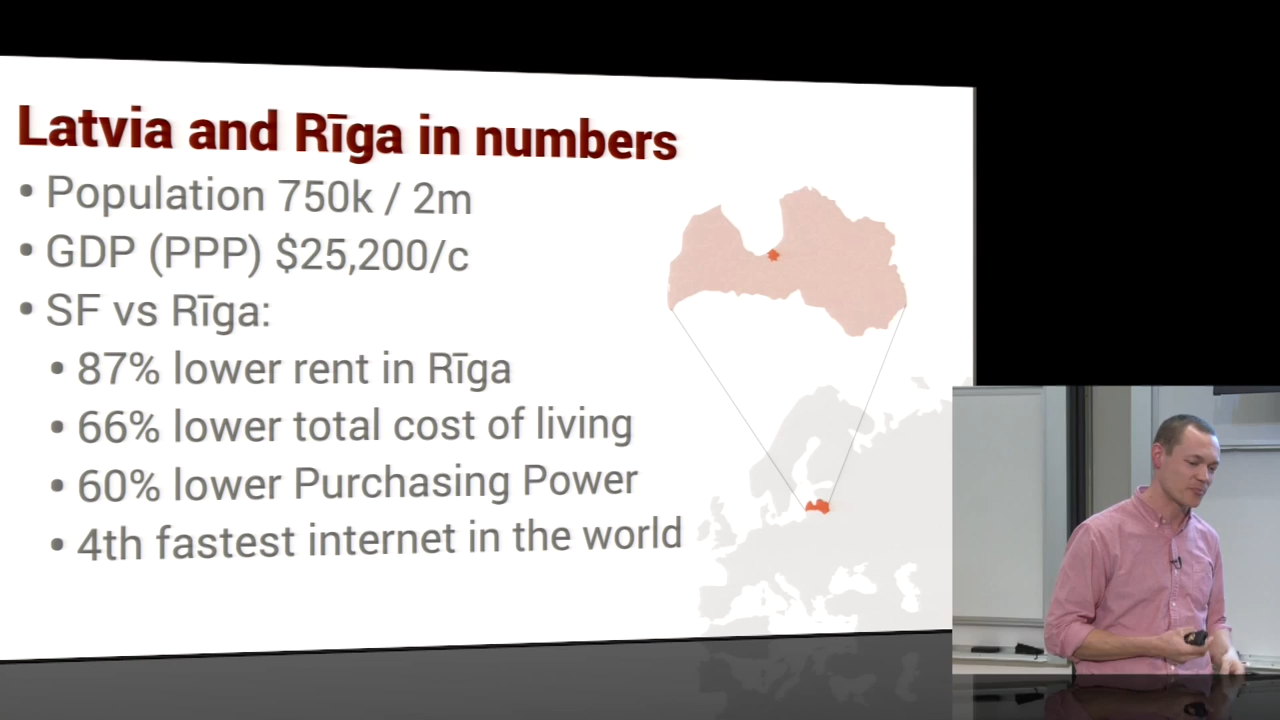 Latvia and Rīga in numbers
• Population 750k / 2m
• GDP (PPP) $25,200/c
• SF vs Rīga:
• 87% lower rent in Rīga
• 66% lower total cost of living
• 60% lower Purchasing Power
• 4th fastest internet in the world